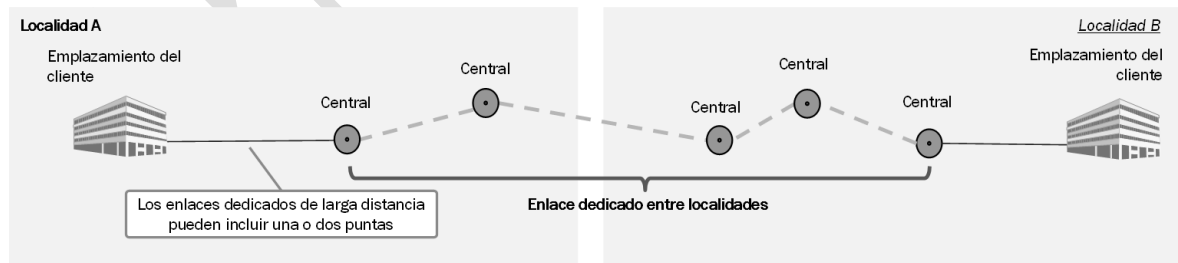 Localidad A
Localidad B
Emplazamiento del
cliente
Emplazamiento del
cliente
Central
Central
Central
Central
Central
Los enlaces dedicados de larga distancia
pueden incluir una o dos puntas
Enlace dedicado entre localidades